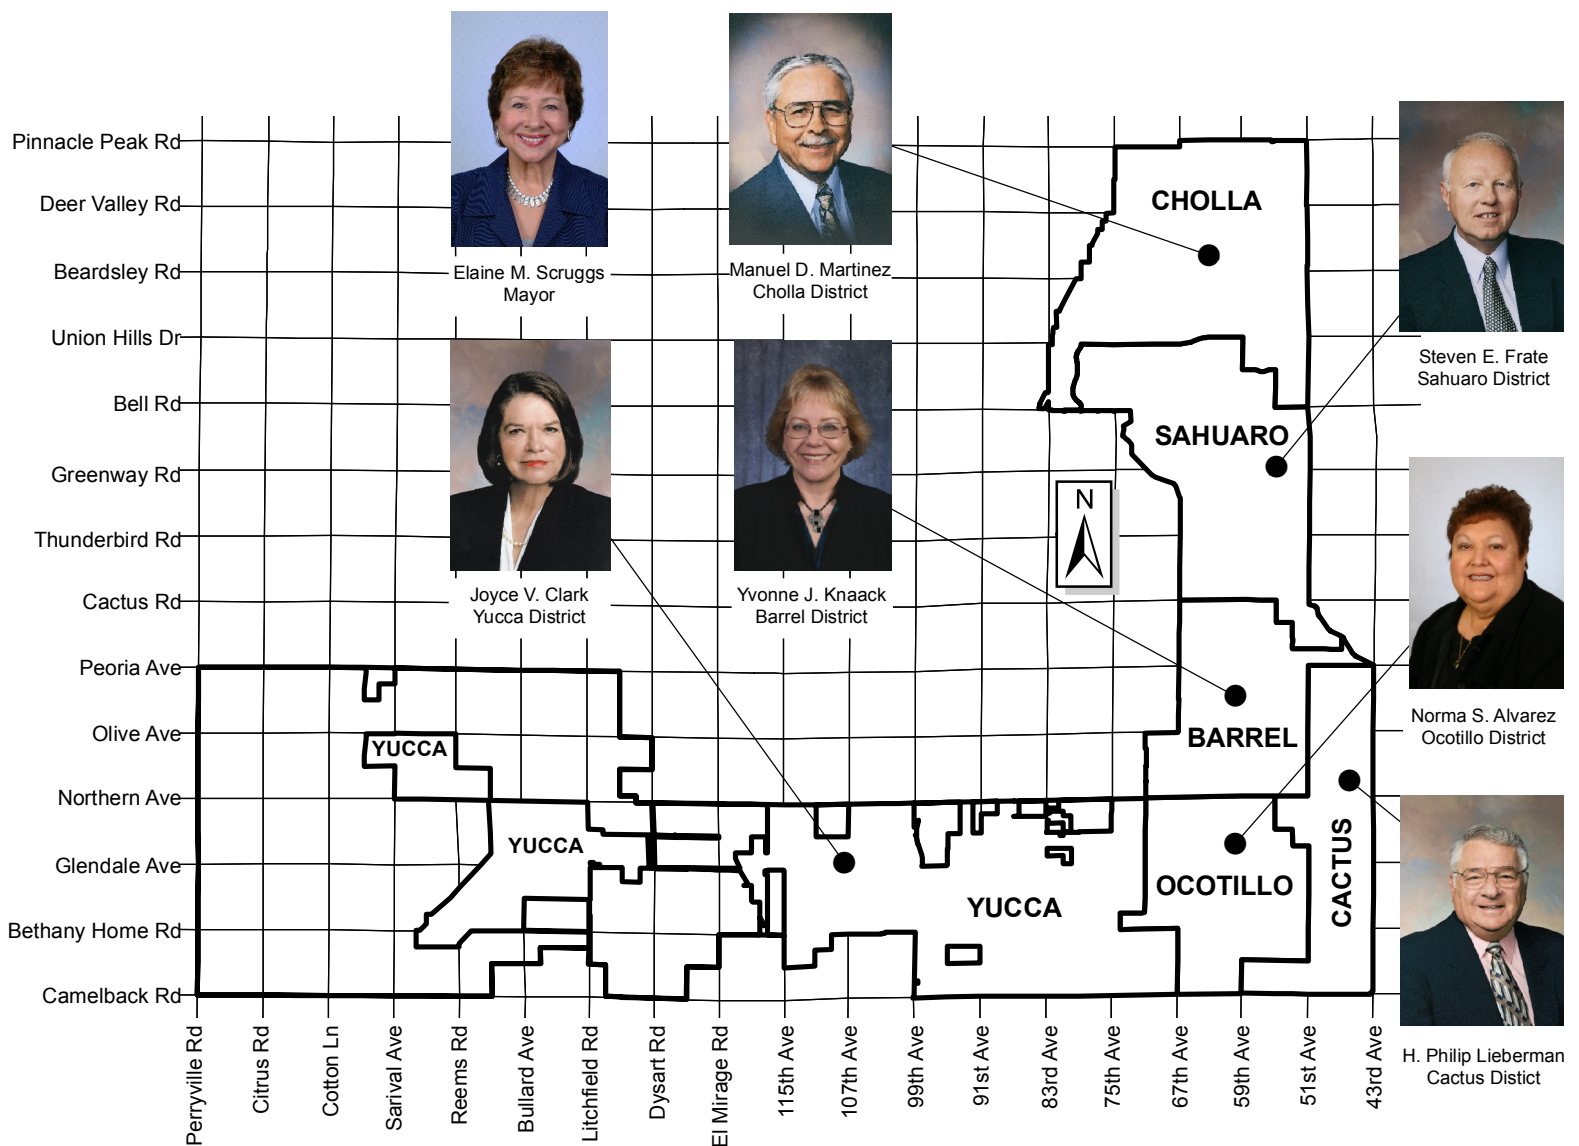 Pinnacle Peak Rd
Deer Valley Rd
Beardsley Rd
Union Hills Dr
Bell Rd
Greenway Rd
Thunderbird Rd
Cactus Rd
Peoria Ave
Olive Ave
Northern Ave
Glendale Ave
Bethany Home Rd
Camelback Rd
Elaine M. Scruggs
Mayor
Manuel D. Martinez
Cholla District
Joyce V. Clark
Yucca District
Yvonne J. Knaack
Barrel District
Steven E. Frate
Sahuaro District
Norma S. Alvarez
Ocotillo District
H. Philip Lieberman
Cactus Distict
CHOLLA
SAHUARO
N
BARREL
YUCCA
YUCCA
YUCCA
OCOTILLO
CACTUS
Perryville Rd
Citrus Rd
Cotton Ln
Sarival Ave
Reems Rd
Bullard Ave
Litchfield Rd
Dysart Rd
El Mirage Rd
115th Ave
107th Ave
99th Ave
91st Ave
83rd Ave
75th Ave
67th Ave
59th Ave
51st Ave
43rd Ave